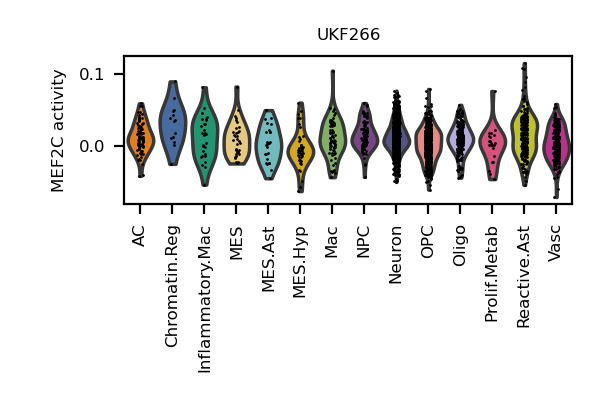 UKF266
MEF2C activity
0.1
0.0
AC
Chromatin.Reg
Inflammatory.Mac
MES
MES.Ast
MES.Hyp
Mac
NPC
Neuron
OPC
Oligo
Prolif.Metab
Reactive.Ast
Vasc